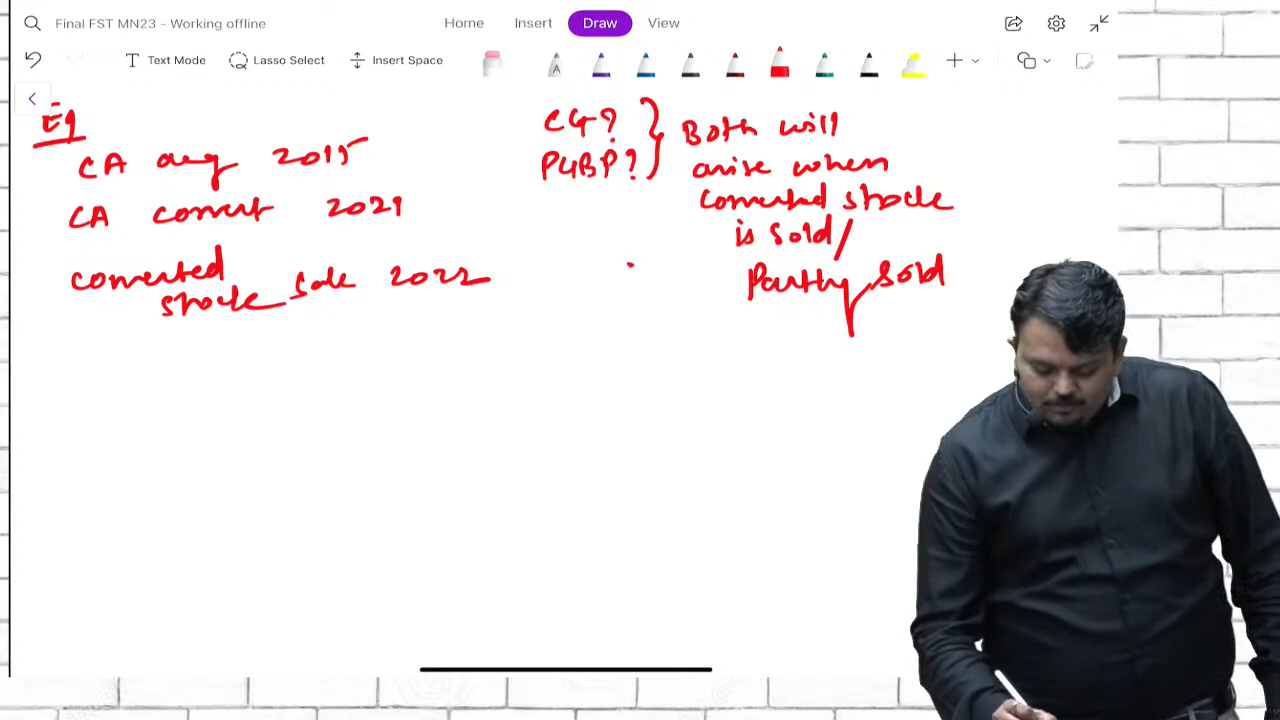 Final FST MN23 - Working offline
Home Insert Draw View
Text Mode Lasso Select Insert Space
A
Eg
CA acq 2015
CA convert 2021
converted
stock sale 2022
CG?
PGBP?
Both will
arise when
converted stock
is sold/
Partly sold